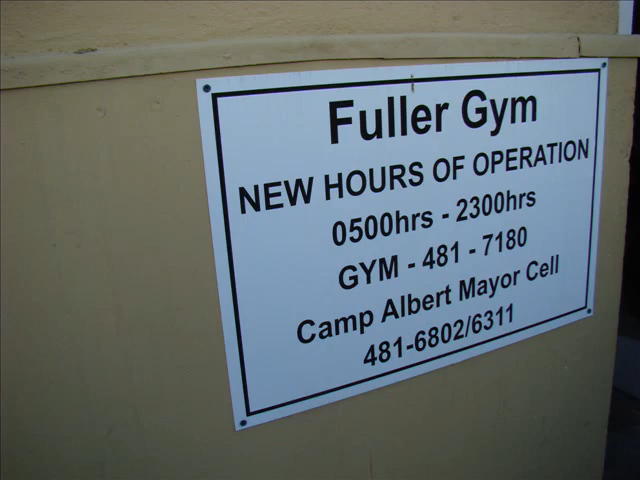 Fuller Gym
NEW HOURS OF OPERATION
0500hrs - 2300hrs
GYM - 481 - 7180
Camp Albert Mayor Cell
481-6802/6311